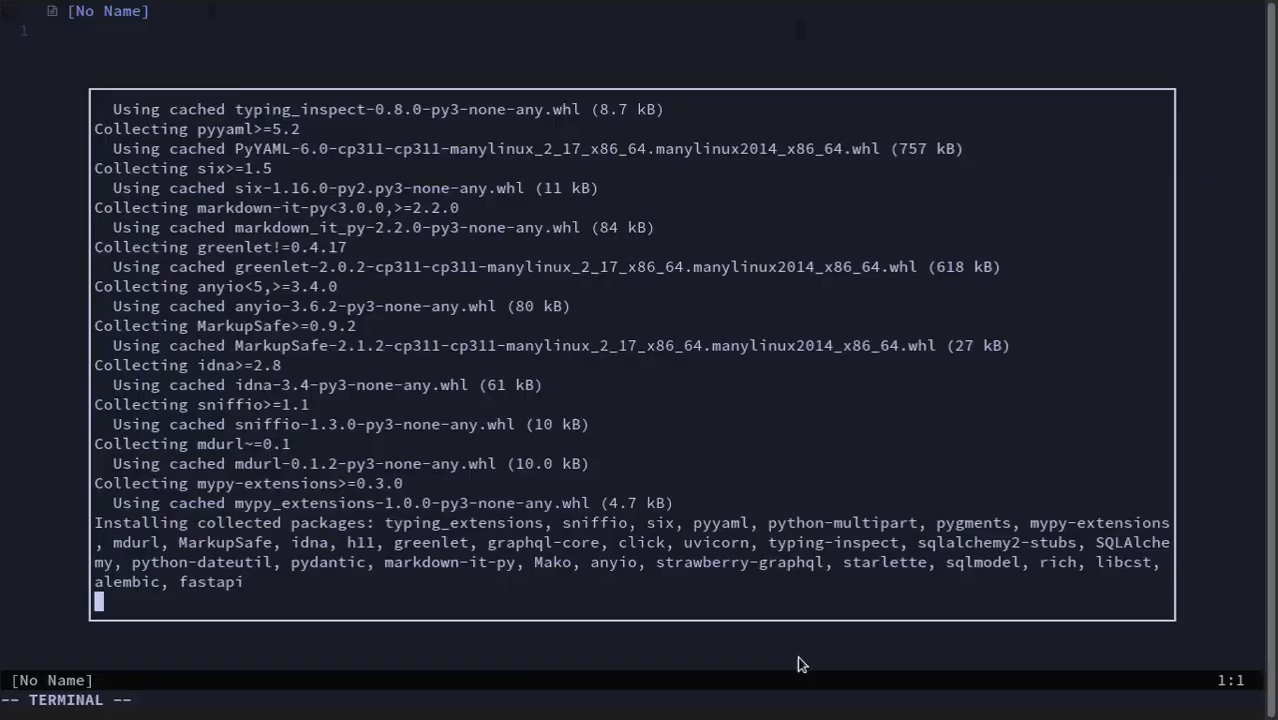 [No Name]
1
Using cached typing_inspect-0.8.0-py3-none-any.whl (8.7 kB)
Collecting pyyaml>=5.2
Using cached PyYAML-6.0-cp311-cp311-manylinux_2_17_x86_64.manylinux2014_x86_64.whl (757 kB)
Collecting six>=1.5
Using cached six-1.16.0-py2.py3-none-any.whl (11 kB)
Collecting markdown-it-py<3.0.0,>=2.2.0
Using cached markdown_it_py-2.2.0-py3-none-any.whl (84 kB)
Collecting greenlet!=0.4.17
Using cached greenlet-2.0.2-cp311-cp311-manylinux_2_17_x86_64.manylinux2014_x86_64.whl (618 kB)
Collecting anyio<5,>=3.4.0
Using cached anyio-3.6.2-py3-none-any.whl (80 kB)
Collecting MarkupSafe>=0.9.2
Using cached MarkupSafe-2.1.2-cp311-cp311-manylinux_2_17_x86_64.manylinux2014_x86_64.whl (27 kB)
Collecting idna>=2.8
Using cached idna-3.4-py3-none-any.whl (61 kB)
Collecting sniffio>=1.1
Using cached sniffio-1.3.0-py3-none-any.whl (10 kB)
Collecting mdurl~=0.1
Using cached mdurl-0.1.2-py3-none-any.whl (10.0 kB)
Collecting mypy-extensions>=0.3.0
Using cached mypy_extensions-1.0.0-py3-none-any.whl (4.7 kB)
Installing collected packages: typing_extensions, sniffio, six, pyyaml, python-multipart, pygments, mypy-extensions
, mdurl, MarkupSafe, idna, h11, greenlet, graphql-core, click, uvicorn, typing-inspect, sqlalchemy2-stubs, SQLAlche
my, python-dateutil, pydantic, markdown-it-py, Mako, anyio, strawberry-graphql, starlette, sqlmodel, rich, libcst,
alembic, fastapi
[No Name] 1:1
-- TERMINAL --